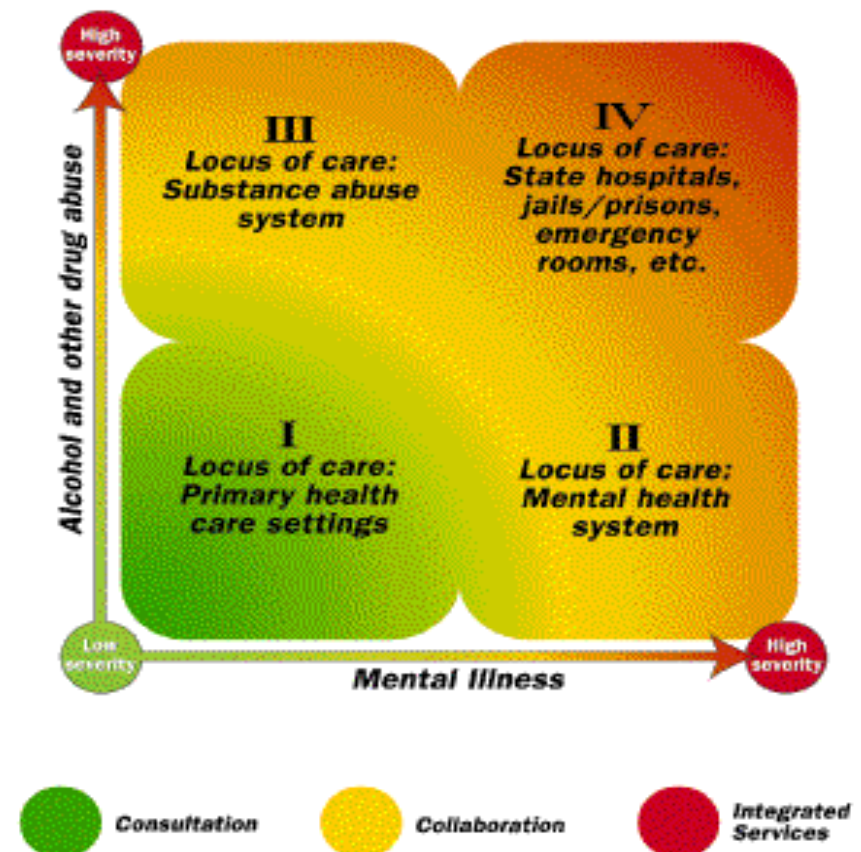 High
severity
Alcohol and other drug abuse
III
Locus of care:
Substance abuse
system
IV
Locus of care:
State hospitals,
jails/prisons,
emergency
rooms, etc.
I
Locus of care:
Primary health
care settings
II
Locus of care:
Mental health
system
Low
severity
Mental Illness
High
severity
Consultation
Collaboration
Integrated
Services